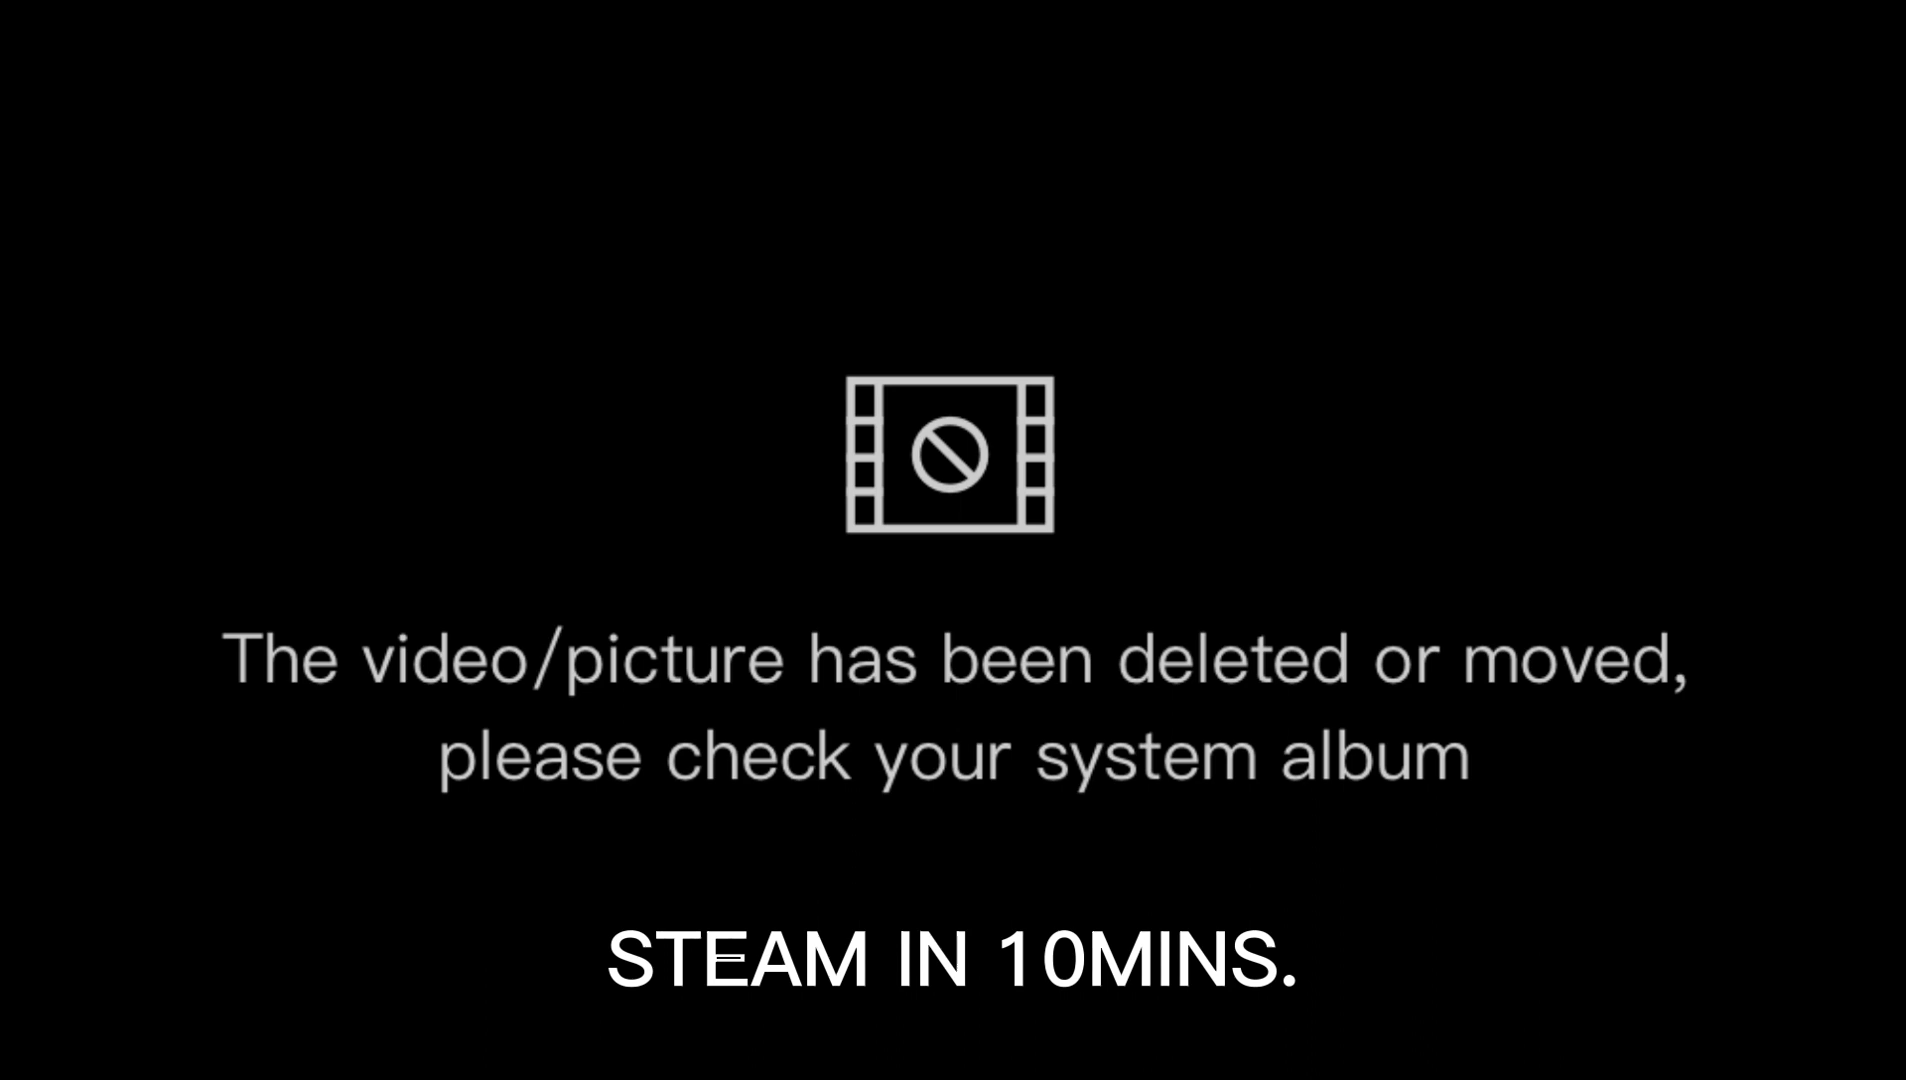 The video/picture has been deleted or moved,
please check your system album
STEAM IN 10MINS.